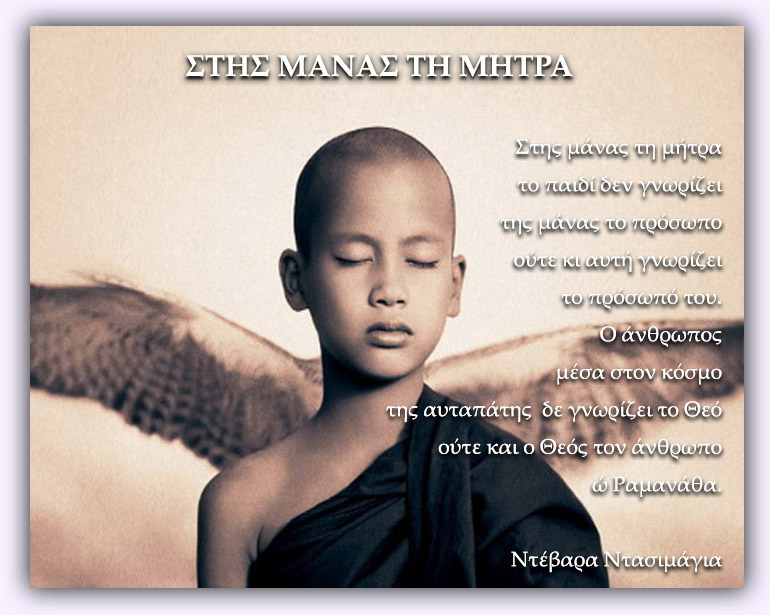 ΣΤΗΣ ΜΑΝΑΣ ΤΗ ΜΗΤΡΑ
Στης μάνας τη μήτρα
το παιδί δεν γνωρίζει
της μάνας το πρόσωπο
ούτε κι αυτή γνωρίζει
το πρόσωπό του.
Ο άνθρωπος
μέσα στον κόσμο
της αυταπάτης δε γνωρίζει το Θεό
ούτε και ο Θεός τον άνθρωπο
ώ Ραμανάθα.
Ντέβαρα Ντασιμάγια